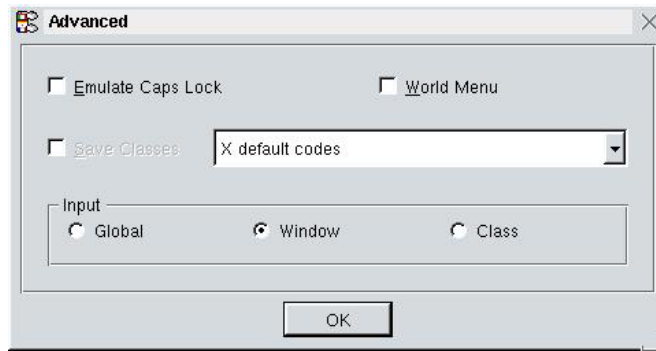 Advanced
Emulate Caps Lock World Menu
Save Classes X default codes
Input
Global Window Class
OK